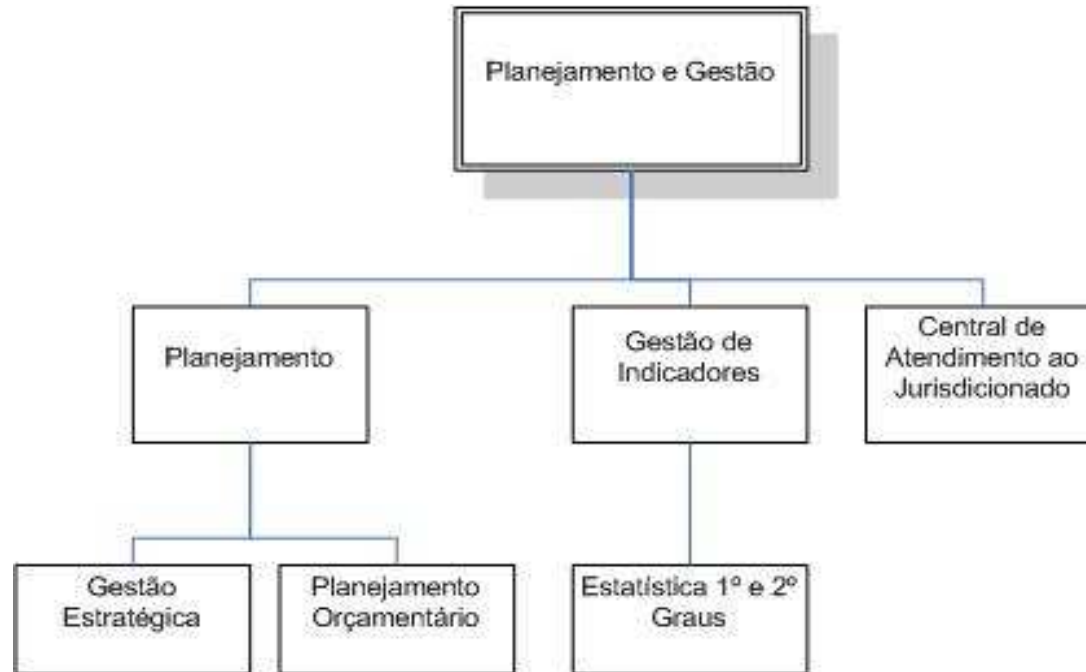 Planejamento e Gestão
Planejamento
Gestão de
Indicadores
Central de
Atendimento ao
Jurisdicionado
Gestão
Estratégica
Planejamento
Orçamentário
Estatística 1º e 2º
Graus